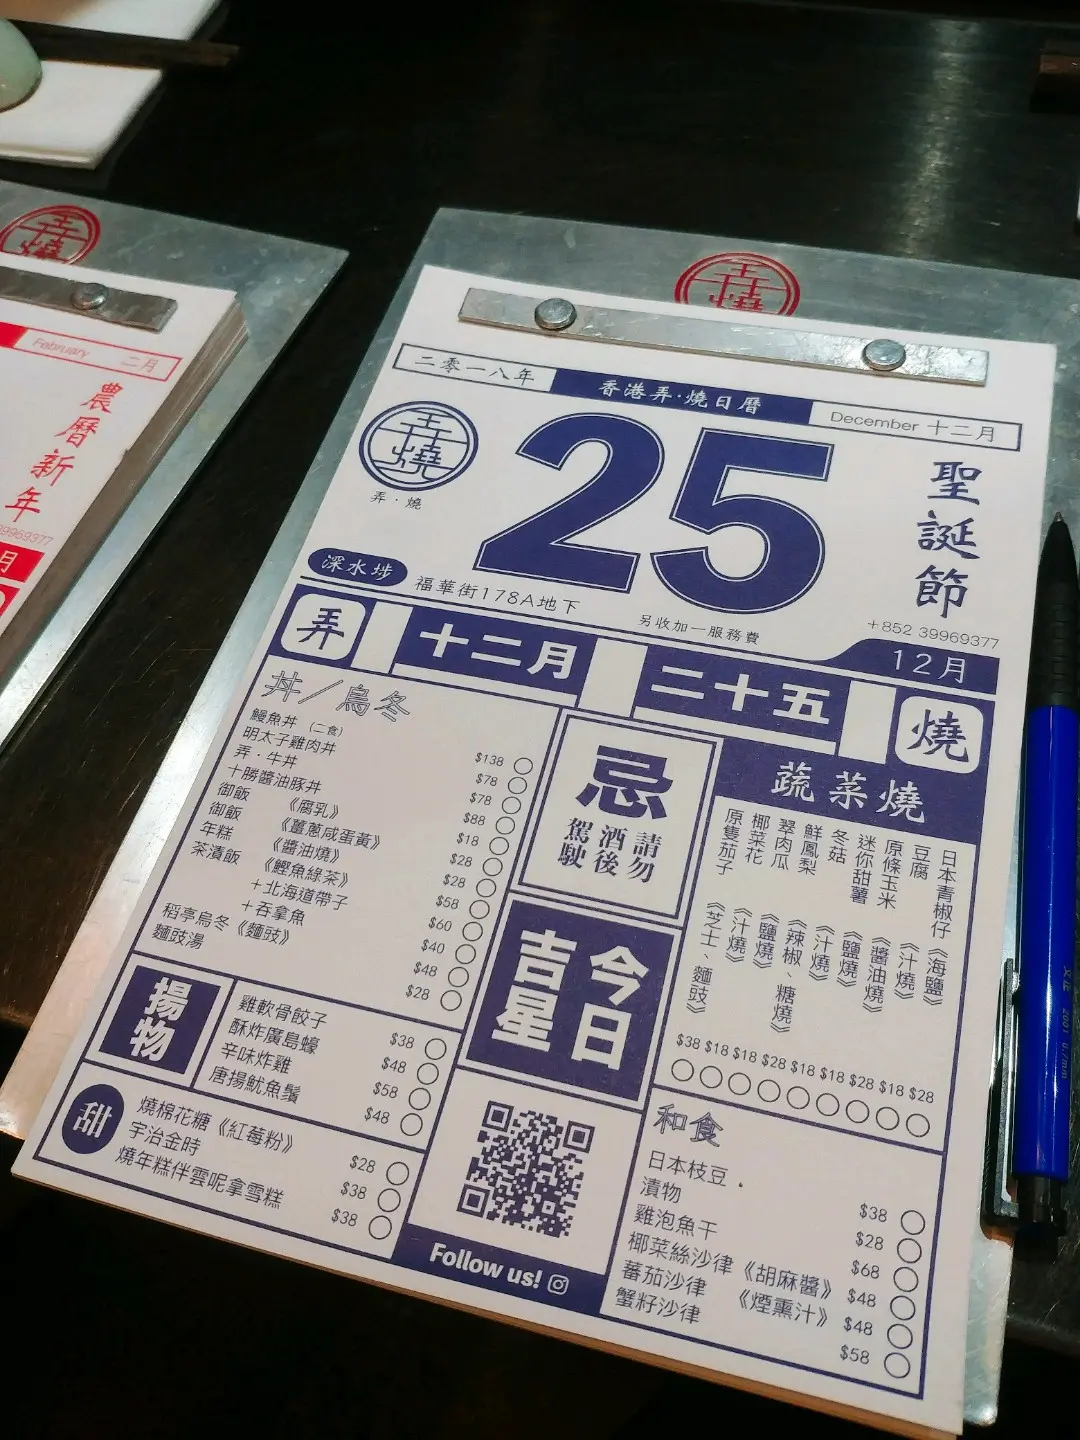 February 二月
農曆新年
39969377
月
弄燒
二零一八年
香港弄·燒日曆
December 十二月
弄燒
弄·燒
25
聖誕節
深水埗
福華街178A地下
另收加一服務費
+852 39969377
12月
弄
十二月
二十五
燒
丼／烏冬
鰻魚丼 (二食) $138
明太子雞肉丼 $78
弄·牛丼 $78
十勝醬油豚丼 $88
御飯 《腐乳》 $18
御飯 《薑蔥咸蛋黃》 $28
年糕 《醬油燒》 $28
茶漬飯 《鰹魚綠茶》 $58
+北海道帶子 $60
+吞拿魚 $40
稻亭烏冬《麵豉》 $48
麵豉湯 $28
忌
請勿
酒後
駕駛
今日
吉星
蔬菜燒
日本青椒仔 《海鹽》 $28
豆腐 《汁燒》 $18
原條玉米 《醬油燒》 $28
迷你甜薯 《鹽燒》 $18
冬菇 《汁燒》 $18
鮮鳳梨 《辣椒、糖燒》 $28
翠肉瓜 《鹽燒》 $18
椰菜花 《汁燒》 $18
原隻茄子 《芝士、麵豉》 $38
揚物
雞軟骨餃子 $38
酥炸廣島蠔 $48
辛味炸雞 $58
唐揚魷魚鬚 $48
甜
燒棉花糖《紅莓粉》 $28
宇治金時 $38
燒年糕伴雲呢拿雪糕 $38
Follow us!
和食
日本枝豆 $38
漬物 $28
雞泡魚干 $68
椰菜絲沙律《胡麻醬》 $48
蕃茄沙律 《煙熏汁》 $48
蟹籽沙律 $58